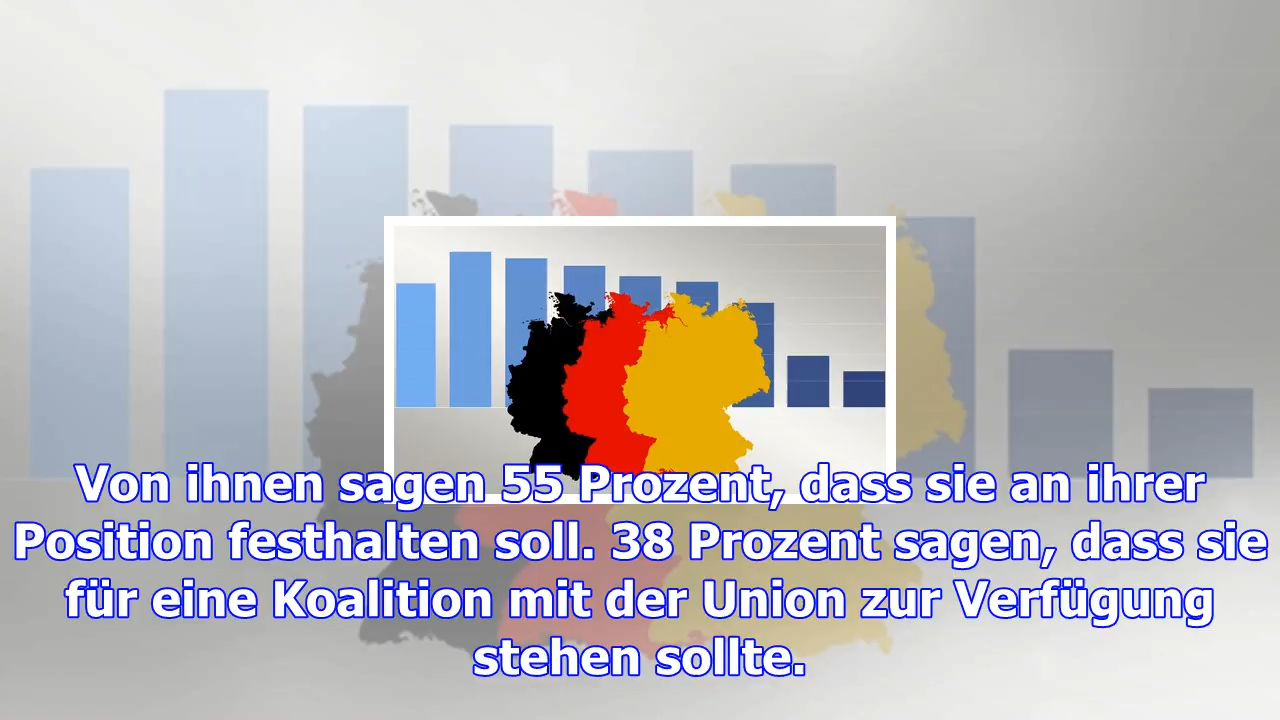 Von ihnen sagen 55 Prozent, dass sie an ihrer
Position festhalten soll. 38 Prozent sagen, dass sie
für eine Koalition mit der Union zur Verfügung
stehen sollte.